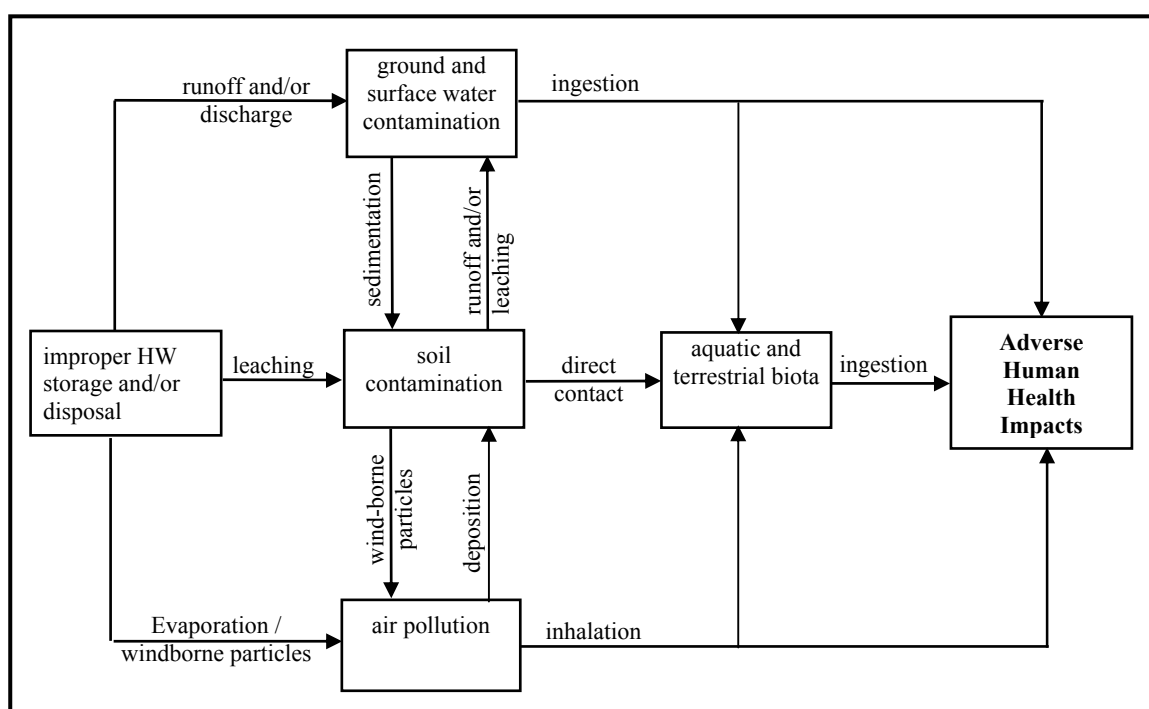 ground and
surface water
contamination
runoff and/or
discharge
ingestion
sedimentation
runoff and/or
leaching
improper HW
storage and/or
disposal
leaching
soil
contamination
direct
contact
aquatic and
terrestrial biota
ingestion
Adverse
Human
Health
Impacts
wind-borne
particles
deposition
Evaporation /
windborne particles
air pollution
inhalation